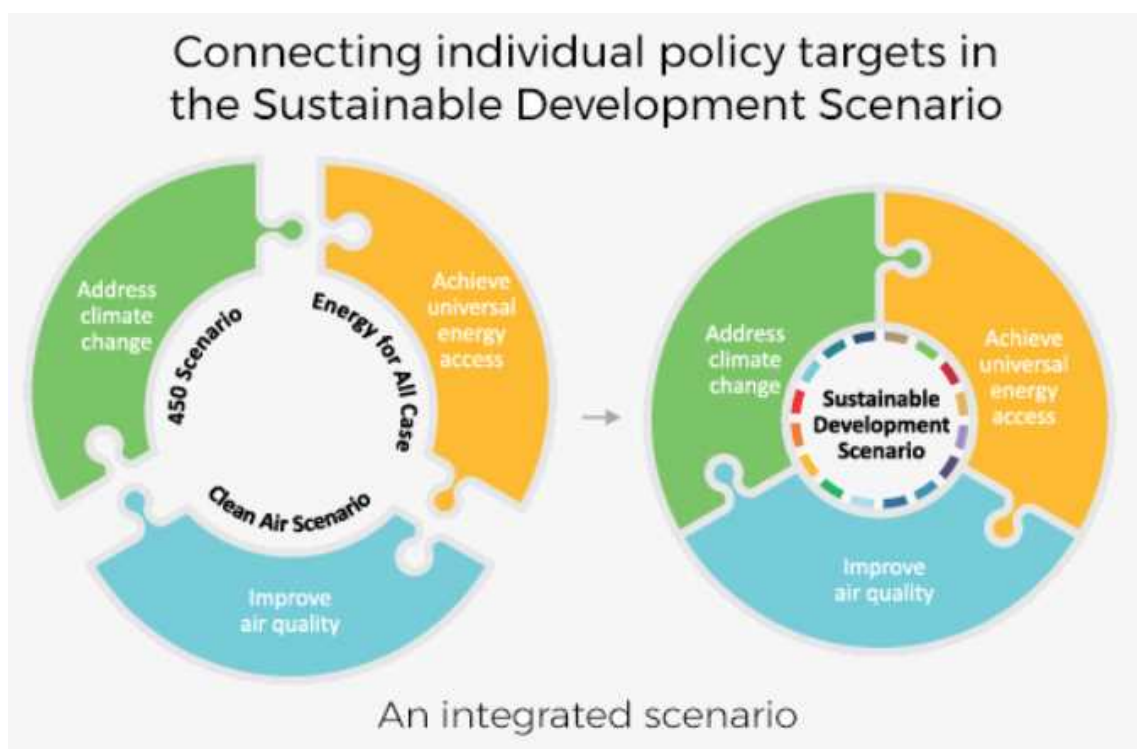 Connecting individual policy targets in
the Sustainable Development Scenario
Address
climate
change
450 Scenario
Energy for All Case
Achieve
universal
energy
access
Clean Air Scenario
Improve
air quality
Address
climate
change
Sustainable
Development
Scenario
Achieve
universal
energy
access
Improve
air quality
An integrated scenario